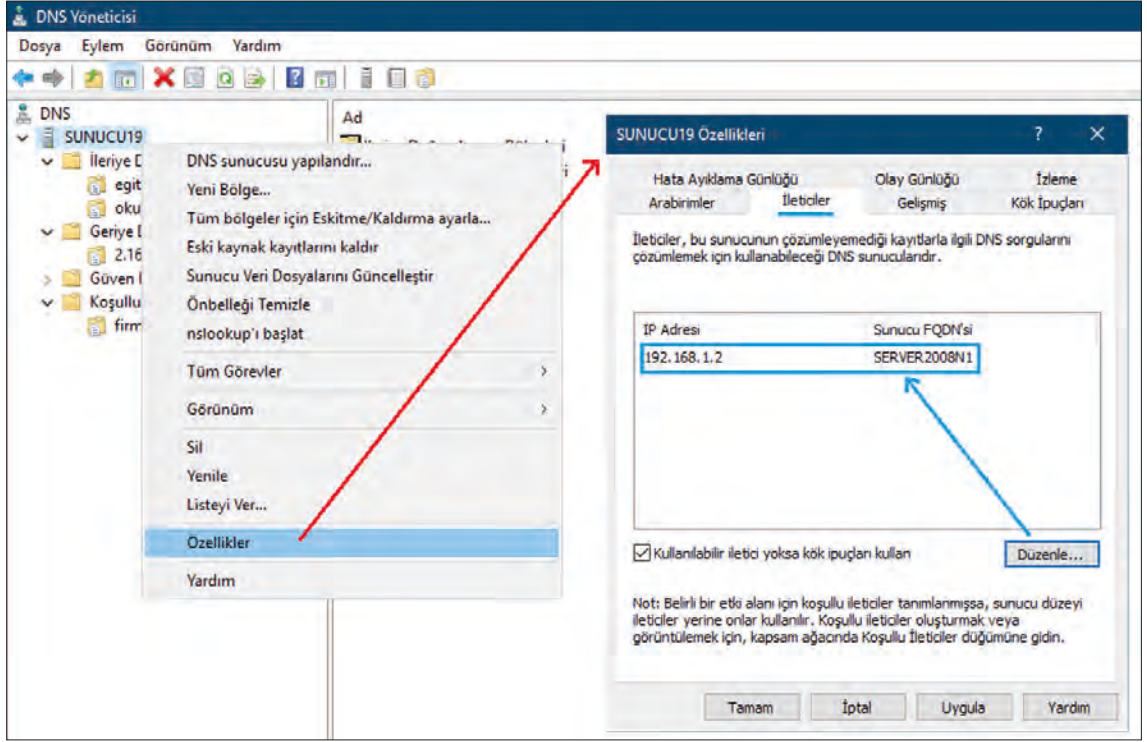 DNS Yöneticisi
Dosya Eylem Görünüm Yardım
DNS
SUNUCU19
İleriye D
egit
oku
Geriye D
2.16
Güven
Koşullu
firm
Ad
DNS sunucusu yapılandır...
Yeni Bölge...
Tüm bölgeler için Eskitme/Kaldırma ayarla...
Eski kaynak kayıtlarını kaldır
Sunucu Veri Dosyalarını Güncelleştir
Önbelleği Temizle
nslookup'ı başlat
Tüm Görevler
Görünüm
Sil
Yenile
Listeyi Ver...
Özellikler
Yardım
SUNUCU19 Özellikleri
Hata Ayıklama Günlüğü Olay Günlüğü İzleme
Arabirimler İleticiler Gelişmiş Kök İpuçları
İleticiler, bu sunucunun çözümleyemediği kayıtlarla ilgili DNS sorgularını
çözümlemek için kullanabileceği DNS sunucularıdır.
IP Adresi Sunucu FQDN'si
192.168.1.2 SERVER2008N1
Kullanılabilir iletici yoksa kök ipuçları kullan
Düzenle...
Not: Belirli bir etki alanı için koşullu ileticiler tanımlanmışsa, sunucu düzeyi
ileticiler yerine onlar kullanılır. Koşullu ileticiler oluşturmak veya
görüntülemek için, kapsam ağacında Koşullu İleticiler düğümüne gidin.
Tamam İptal Uygula Yardım